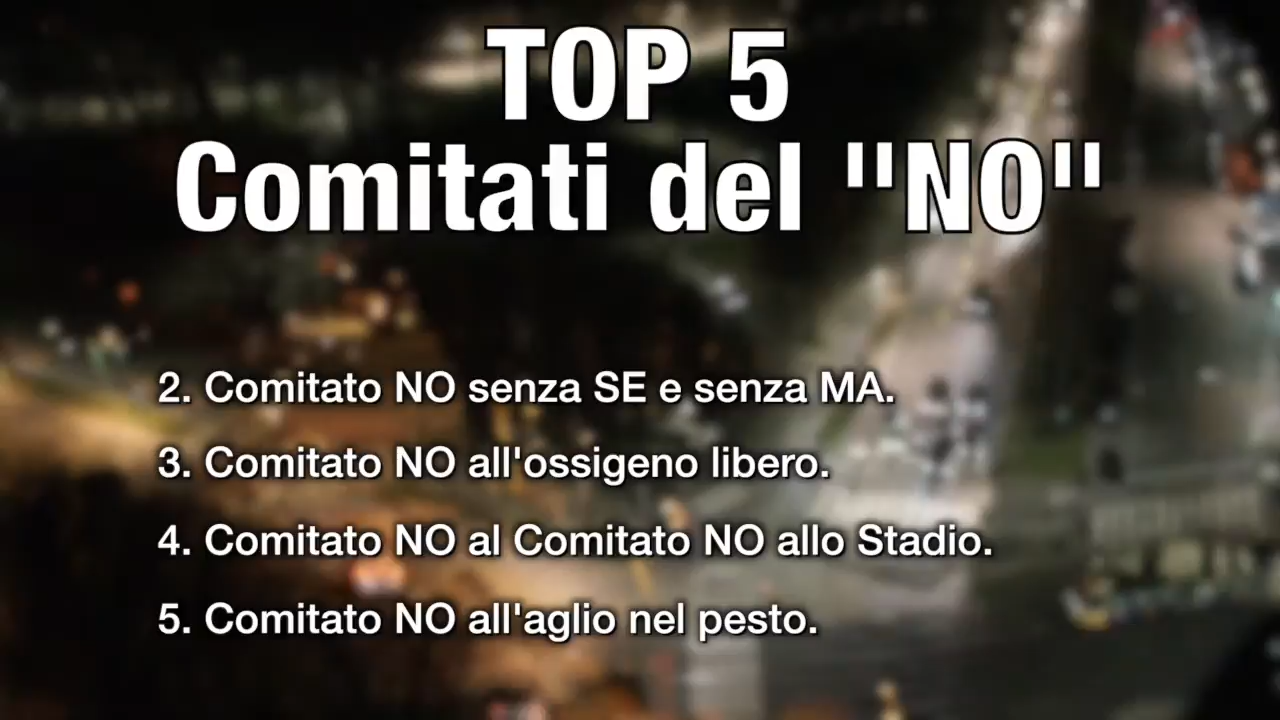 TOP 5
Comitati del "NO"
2. Comitato NO senza SE e senza MA.
3. Comitato NO all'ossigeno libero.
4. Comitato NO al Comitato NO allo Stadio.
5. Comitato NO all'aglio nel pesto.